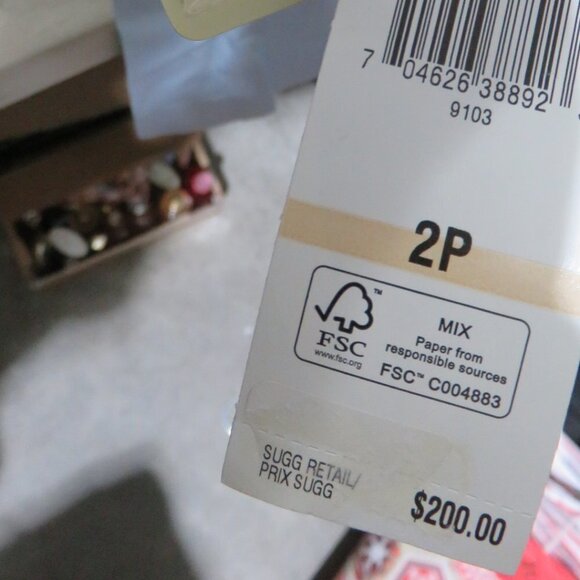 7 04626 38892
9103
2P
FSC™
www.fsc.org
MIX
Paper from
responsible sources
FSC™ C004883
SUGG RETAIL/
PRIX SUGG
$200.00